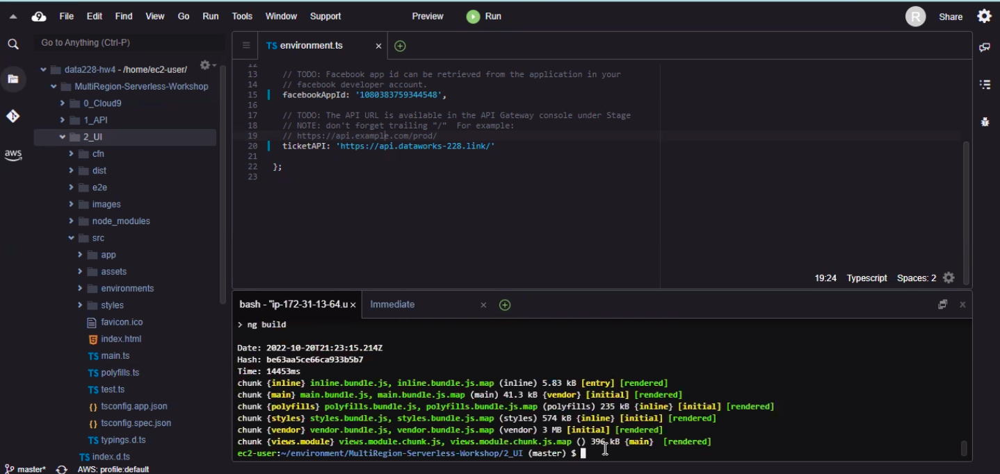 File Edit Find View Go Run Tools Window Support Preview Run R Share
Go to Anything (Ctrl-P)
TS environment.ts
data228-hw4 - /home/ec2-user/
MultiRegion-Serverless-Workshop
0_Cloud9
1_API
2_UI
cfn
dist
e2e
images
node_modules
src
app
assets
environments
styles
favicon.ico
index.html
TS main.ts
TS polyfills.ts
TS test.ts
{} tsconfig.app.json
{} tsconfig.spec.json
TS typings.d.ts
TS index.d.ts
aws
12
13 // TODO: Facebook app id can be retrieved from the application in your
14 // facebook developer account.
15 facebookAppId: '1080383759344548',
16
17 // TODO: The API URL is available in the API Gateway console under Stage
18 // NOTE: don't forget trailing "/" For example:
19 // https://api.example.com/prod/
20 ticketAPI: 'https://api.dataworks-228.link/'
21
22 };
23
19:24 Typescript Spaces: 2
bash - "ip-172-31-13-64.u Immediate
> ng build
Date: 2022-10-20T21:23:15.214Z
Hash: be63aa5ce66ca933b5b7
Time: 14453ms
chunk {inline} inline.bundle.js, inline.bundle.js.map (inline) 5.83 kB [entry] [rendered]
chunk {main} main.bundle.js, main.bundle.js.map (main) 41.3 kB {vendor} [initial] [rendered]
chunk {polyfills} polyfills.bundle.js, polyfills.bundle.js.map (polyfills) 235 kB {inline} [initial] [rendered]
chunk {styles} styles.bundle.js, styles.bundle.js.map (styles) 574 kB {inline} [initial] [rendered]
chunk {vendor} vendor.bundle.js, vendor.bundle.js.map (vendor) 3 MB [initial] [rendered]
chunk {views.module} views.module.chunk.js, views.module.chunk.js.map () 396 kB {main} [rendered]
ec2-user:~/environment/MultiRegion-Serverless-Workshop/2_UI (master) $
master* AWS: profile:default